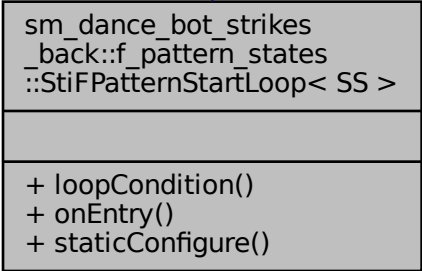 sm_dance_bot_strikes
_back::f_pattern_states
::StiFPatternStartLoop< SS >
+ loopCondition()
+ onEntry()
+ staticConfigure()